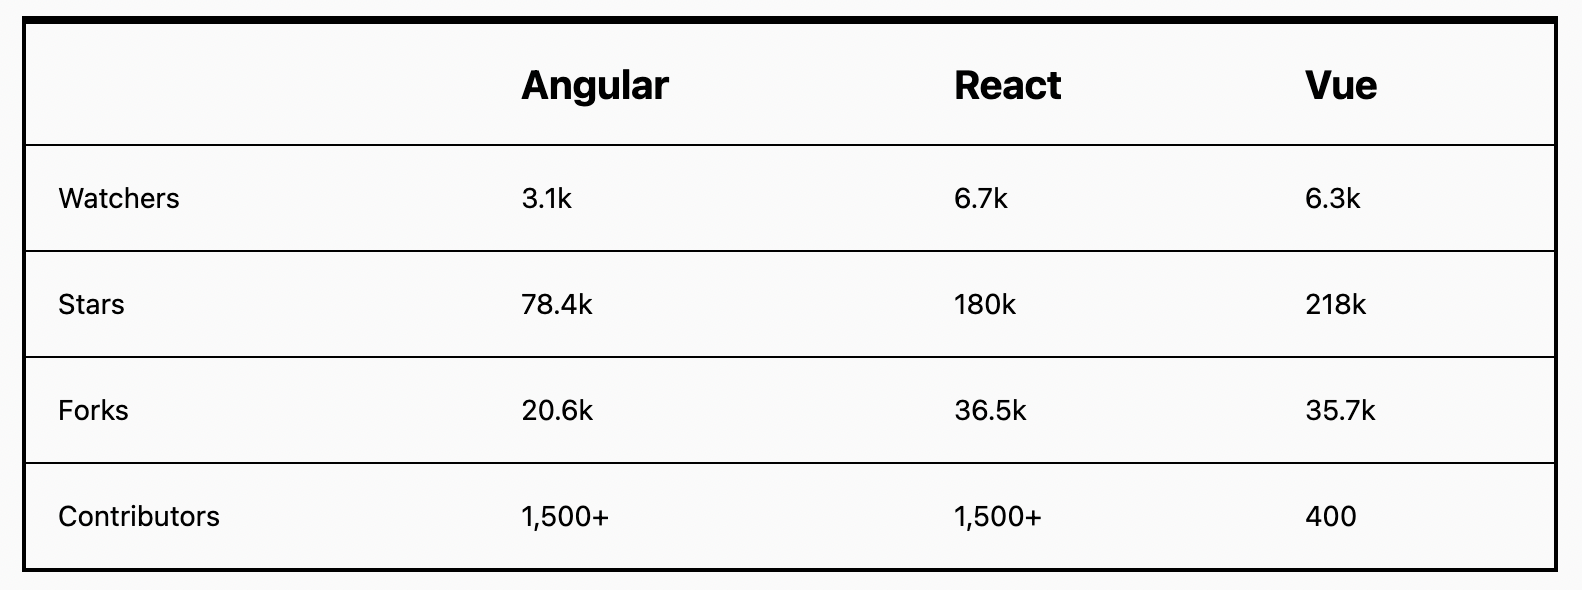 Angular React Vue
Watchers 3.1k 6.7k 6.3k
Stars 78.4k 180k 218k
Forks 20.6k 36.5k 35.7k
Contributors 1,500+ 1,500+ 400